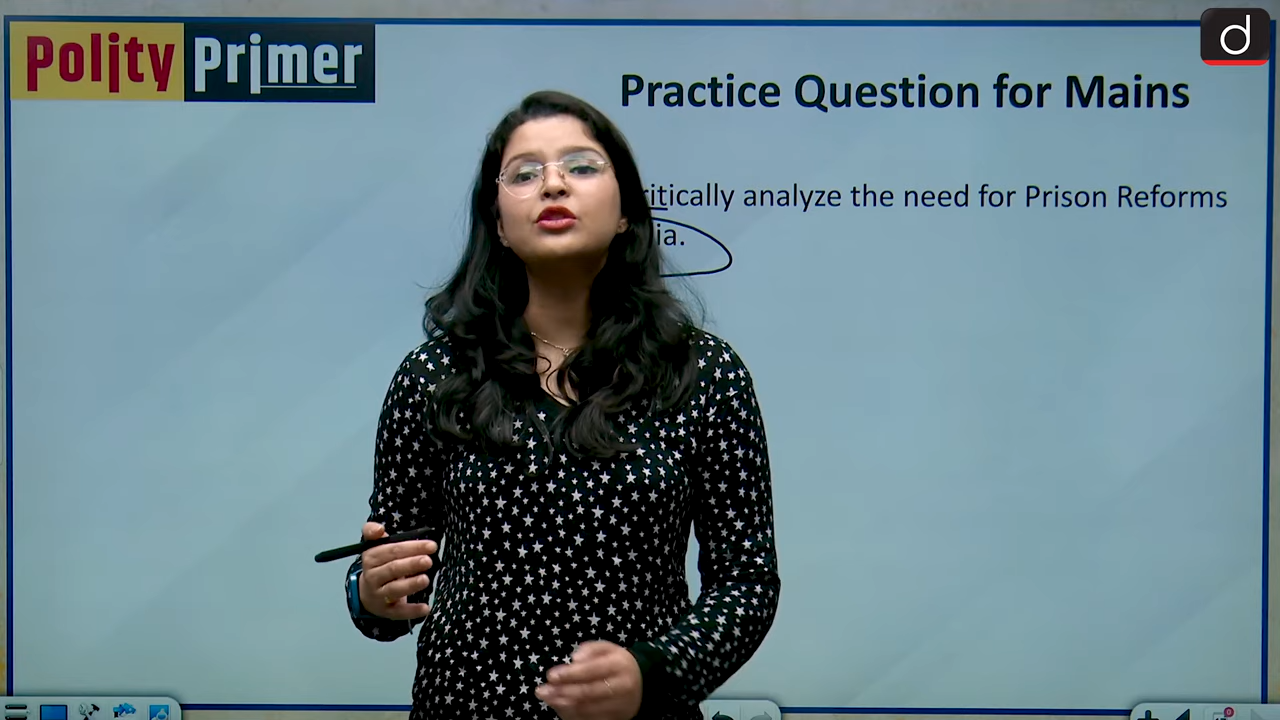 Polity Primer
d
Practice Question for Mains
ritically analyze the need for Prison Reforms
ia.